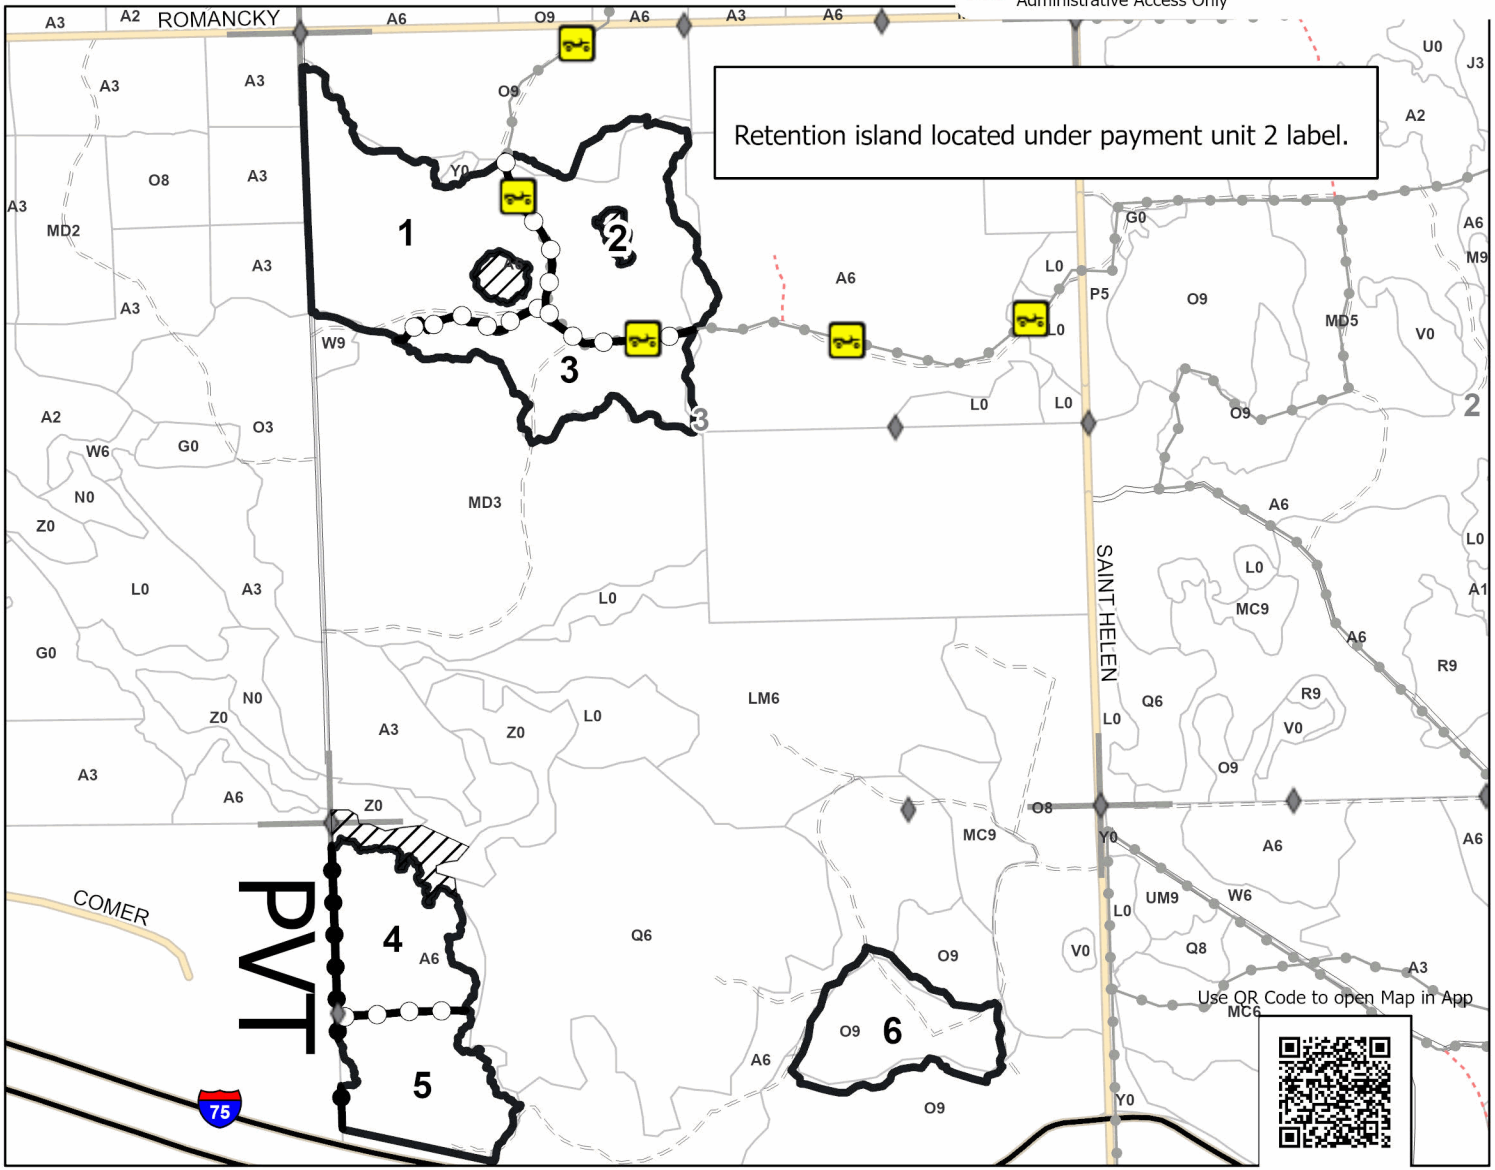 Administrative Access Only
ROMANCKY
A3
A2
A6
O9
A6
A3
A6
U0
J3
A3
A3
O9
A2
Retention island located under payment unit 2 label.
O8
A3
Y0
A3
MD2
1
2
G0
A6
M9
A3
A6
L0
P5
O9
A3
W9
L0
MD5
V0
3
A2
O3
G0
W6
3
L0
L0
O9
2
N0
MD3
A6
Z0
L0
L0
A3
L0
SAINT HELEN
L0
MC9
A1
G0
A6
R9
N0
Z0
A3
Z0
L0
LM6
L0
Q6
R9
V0
A3
A6
Z0
O8
O9
MC9
Y0
A6
A6
COMER
PVT
4
A6
Q6
O9
V0
L0
UM9
W6
Q8
A3
Use QR Code to open Map in App
MC6
O9
6
A6
5
75
O9
Y0